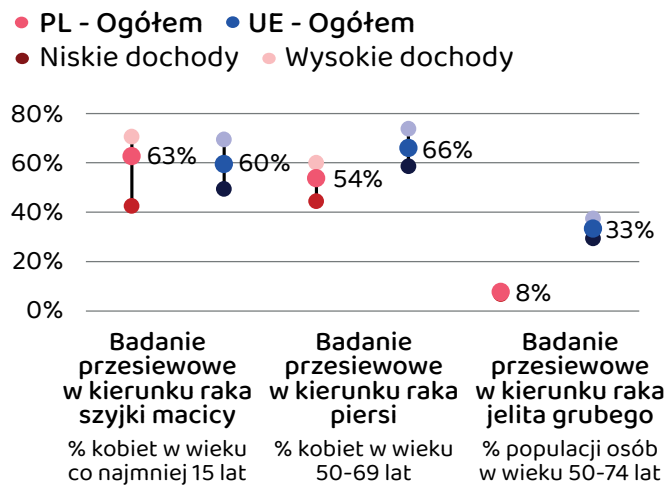 PL - Ogółem UE - Ogółem
Niskie dochody Wysokie dochody
80%
60%
40%
20%
0%
63%
60%
54%
66%
8%
33%
Badanie
przesiewowe
w kierunku raka
szyjki macicy
% kobiet w wieku
co najmniej 15 lat
Badanie
przesiewowe
w kierunku raka
piersi
% kobiet w wieku
50-69 lat
Badanie
przesiewowe
w kierunku raka
jelita grubego
% populacji osób
w wieku 50-74 lat